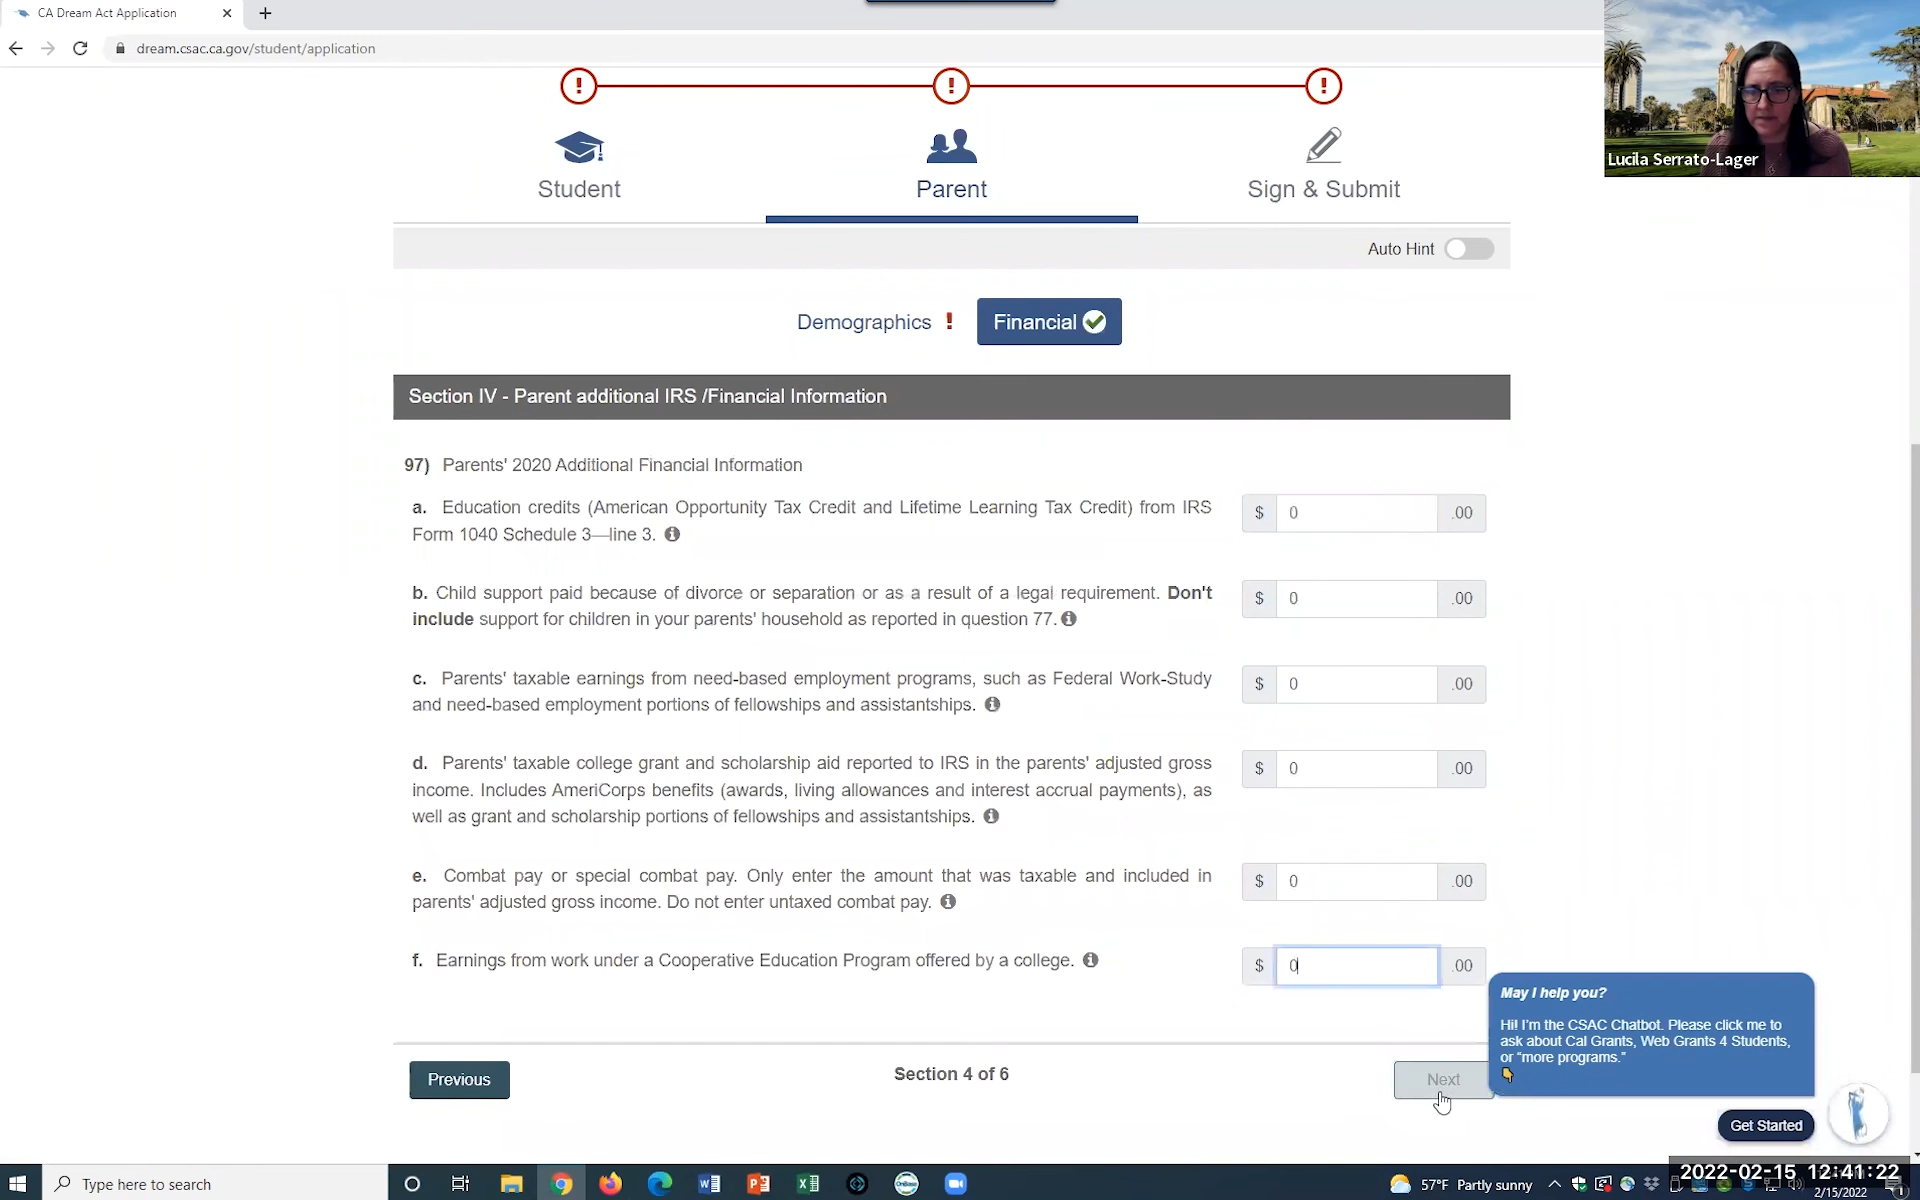 CA Dream Act Application
dream.csac.ca.gov/student/application
Lucila Serrato-Lager
Student
Parent
Sign & Submit
Auto Hint
Demographics !
Financial
Section IV - Parent additional IRS /Financial Information
97) Parents' 2020 Additional Financial Information
a. Education credits (American Opportunity Tax Credit and Lifetime Learning Tax Credit) from IRS
Form 1040 Schedule 3—line 3.
$ 0 .00
b. Child support paid because of divorce or separation or as a result of a legal requirement. Don't
include support for children in your parents' household as reported in question 77.
$ 0 .00
c. Parents' taxable earnings from need-based employment programs, such as Federal Work-Study
and need-based employment portions of fellowships and assistantships.
$ 0 .00
d. Parents' taxable college grant and scholarship aid reported to IRS in the parents' adjusted gross
income. Includes AmeriCorps benefits (awards, living allowances and interest accrual payments), as
well as grant and scholarship portions of fellowships and assistantships.
$ 0 .00
e. Combat pay or special combat pay. Only enter the amount that was taxable and included in
parents' adjusted gross income. Do not enter untaxed combat pay.
$ 0 .00
f. Earnings from work under a Cooperative Education Program offered by a college.
$ 0 .00
May I help you?
Hi! I'm the CSAC Chatbot. Please click me to
ask about Cal Grants, Web Grants 4 Students,
or "more programs."
Previous
Section 4 of 6
Next
Get Started
Type here to search
57°F Partly sunny
2022-02-15 12:41:22
2/15/2022